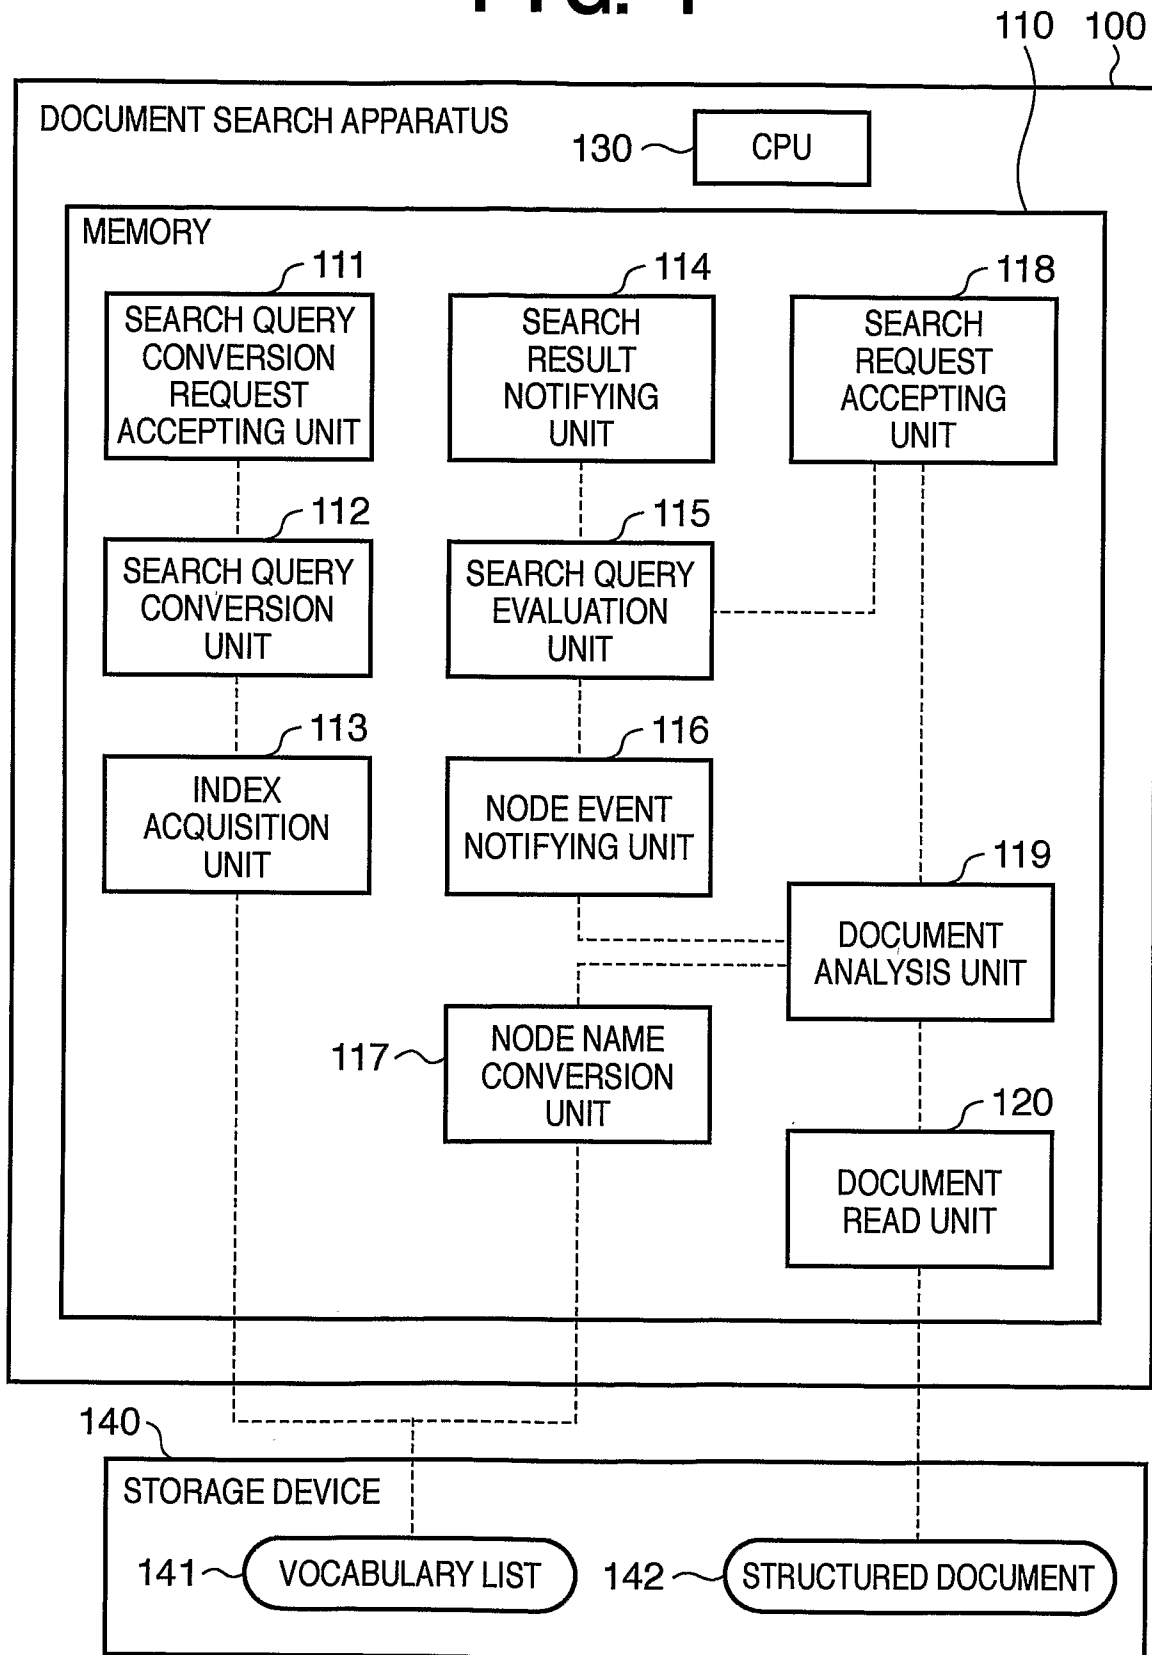 110 100
DOCUMENT SEARCH APPARATUS
130
CPU
MEMORY
111
SEARCH QUERY
CONVERSION
REQUEST
ACCEPTING UNIT
114
SEARCH
RESULT
NOTIFYING
UNIT
118
SEARCH
REQUEST
ACCEPTING
UNIT
112
SEARCH QUERY
CONVERSION
UNIT
115
SEARCH QUERY
EVALUATION
UNIT
113
INDEX
ACQUISITION
UNIT
116
NODE EVENT
NOTIFYING UNIT
119
DOCUMENT
ANALYSIS UNIT
117
NODE NAME
CONVERSION
UNIT
120
DOCUMENT
READ UNIT
140
STORAGE DEVICE
141
VOCABULARY LIST
142
STRUCTURED DOCUMENT